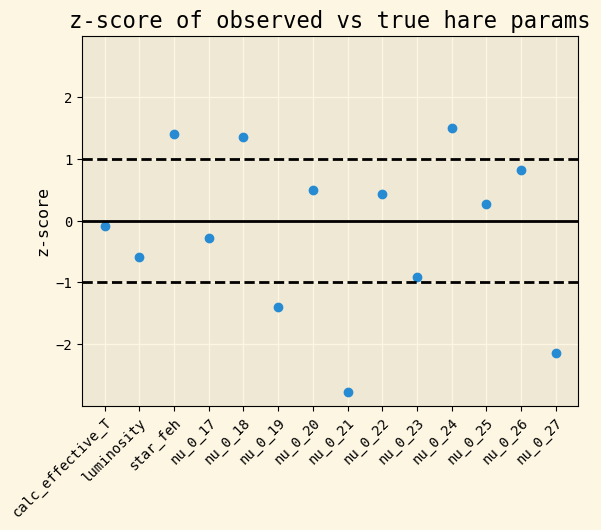 z-score of observed vs true hare params
z-score
2
1
0
−1
−2
calc_effective_T
luminosity
star_feh
nu_0_17
nu_0_18
nu_0_19
nu_0_20
nu_0_21
nu_0_22
nu_0_23
nu_0_24
nu_0_25
nu_0_26
nu_0_27